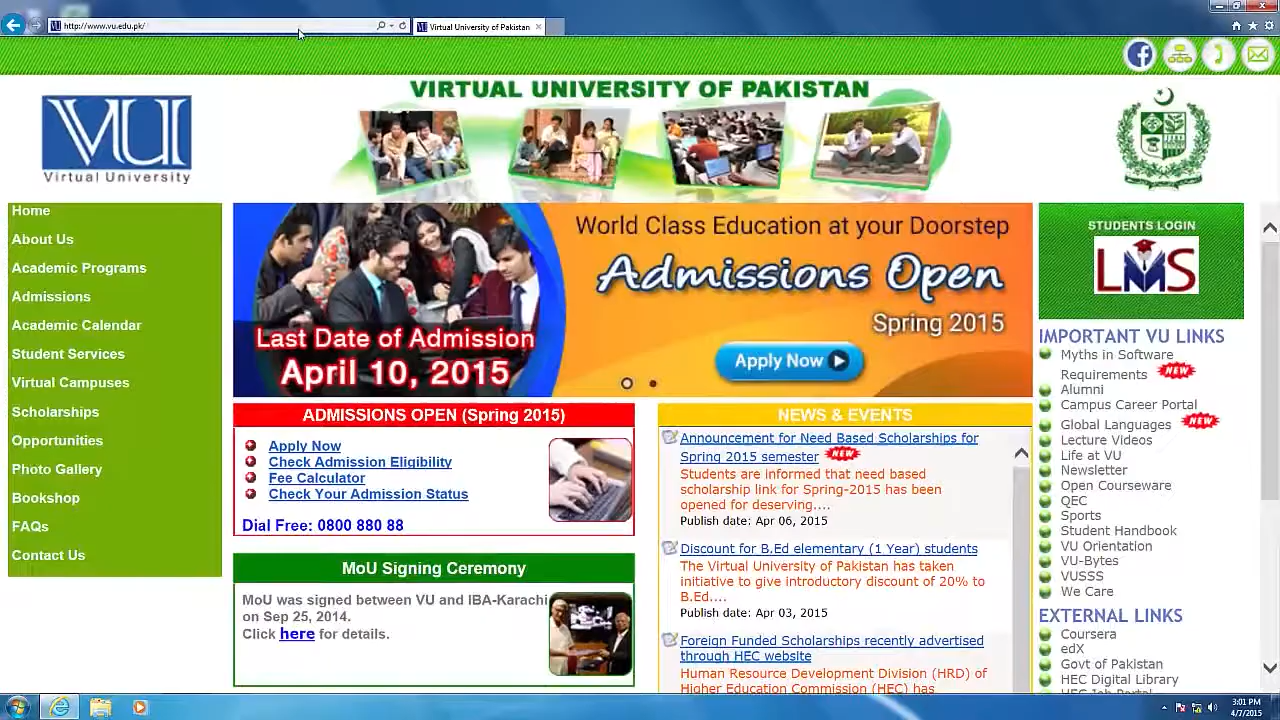 http://www.vu.edu.pk/
Virtual University of Pakistan
VIRTUAL UNIVERSITY OF PAKISTAN
VU
Virtual University
Home
About Us
Academic Programs
Admissions
Academic Calendar
Student Services
Virtual Campuses
Scholarships
Opportunities
Photo Gallery
Bookshop
FAQs
Contact Us
World Class Education at your Doorstep
Admissions Open
Spring 2015
Last Date of Admission
April 10, 2015
Apply Now
ADMISSIONS OPEN (Spring 2015)
Apply Now
Check Admission Eligibility
Fee Calculator
Check Your Admission Status
Dial Free: 0800 880 88
MoU Signing Ceremony
MoU was signed between VU and IBA-Karachi
on Sep 25, 2014.
Click here for details.
NEWS & EVENTS
Announcement for Need Based Scholarships for
Spring 2015 semester NEW
Students are informed that need based
scholarship link for Spring-2015 has been
opened for deserving....
Publish date: Apr 06, 2015
Discount for B.Ed elementary (1 Year) students
The Virtual University of Pakistan has taken
initiative to give introductory discount of 20% to
B.Ed....
Publish date: Apr 03, 2015
Foreign Funded Scholarships recently advertised
through HEC website
Human Resource Development Division (HRD) of
Higher Education Commission (HEC) has
STUDENTS LOGIN
LMS
IMPORTANT VU LINKS
Myths in Software
Requirements NEW
Alumni
Campus Career Portal
Global Languages NEW
Lecture Videos
Life at VU
Newsletter
Open Courseware
QEC
Sports
Student Handbook
VU Orientation
VU-Bytes
VUSSS
We Care
EXTERNAL LINKS
Coursera
edX
Govt of Pakistan
HEC Digital Library
HEC Job Portal
3:01 PM
4/7/2015